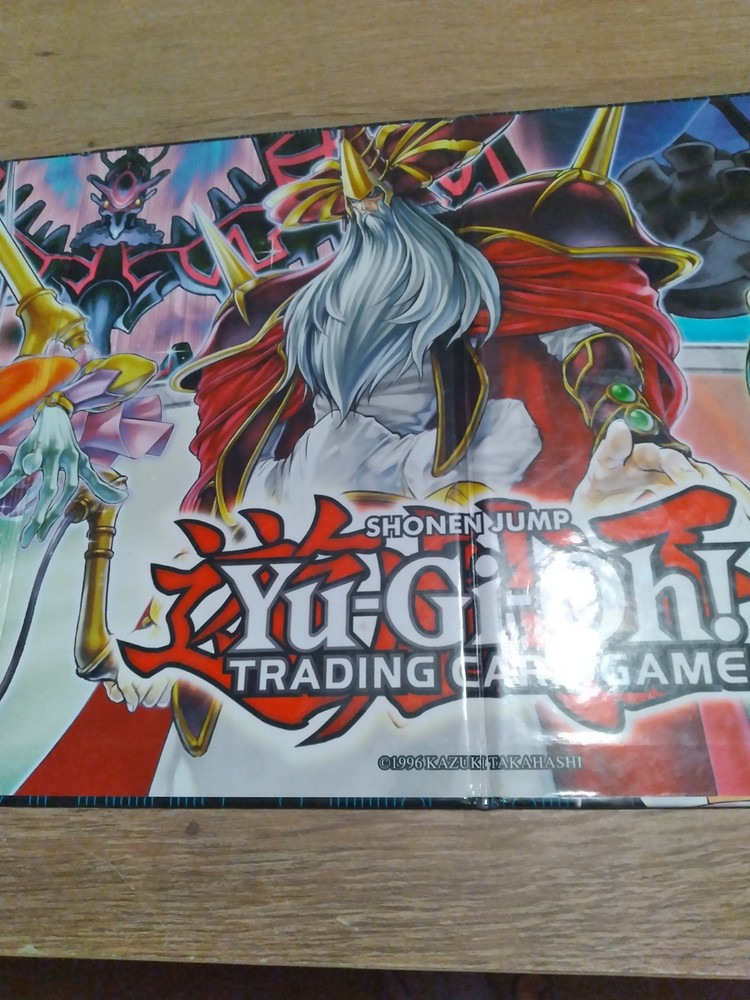 SHONEN JUMP
Yu-Gi-Oh!
TRADING CARD GAME
©1996 KAZUKI TAKAHASHI